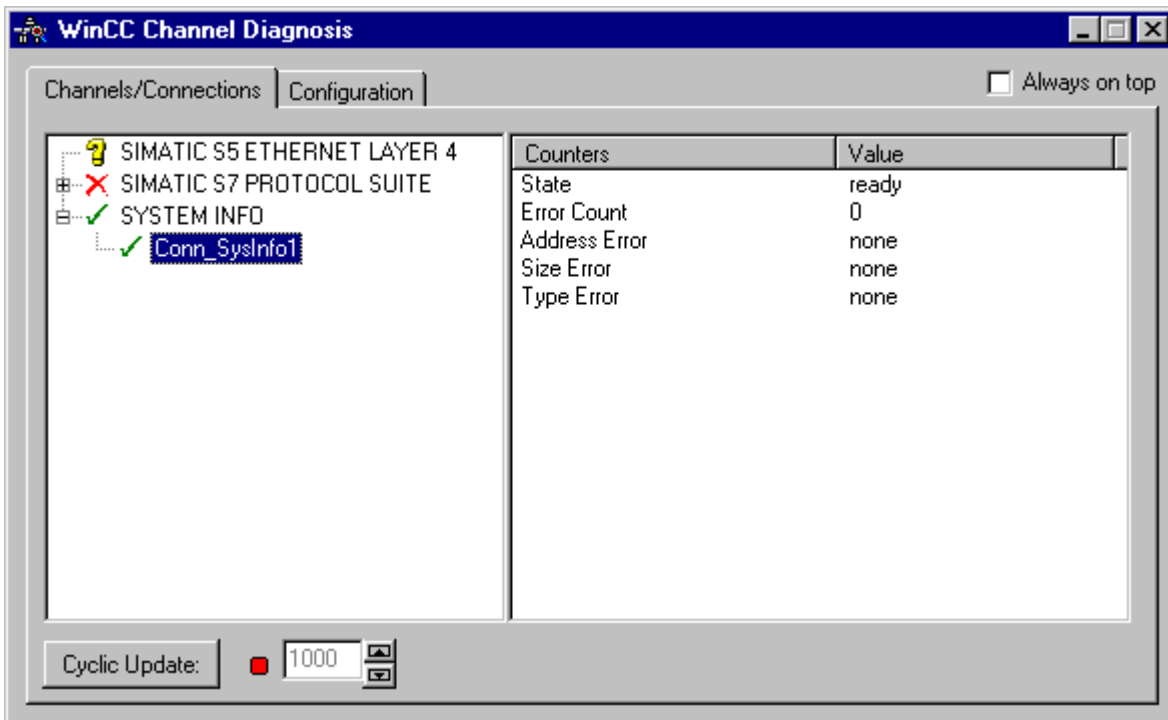 WinCC Channel Diagnosis
Channels/Connections Configuration Always on top
SIMATIC S5 ETHERNET LAYER 4
SIMATIC S7 PROTOCOL SUITE
SYSTEM INFO
Conn_SysInfo1
Counters Value
State ready
Error Count 0
Address Error none
Size Error none
Type Error none
Cyclic Update: 1000